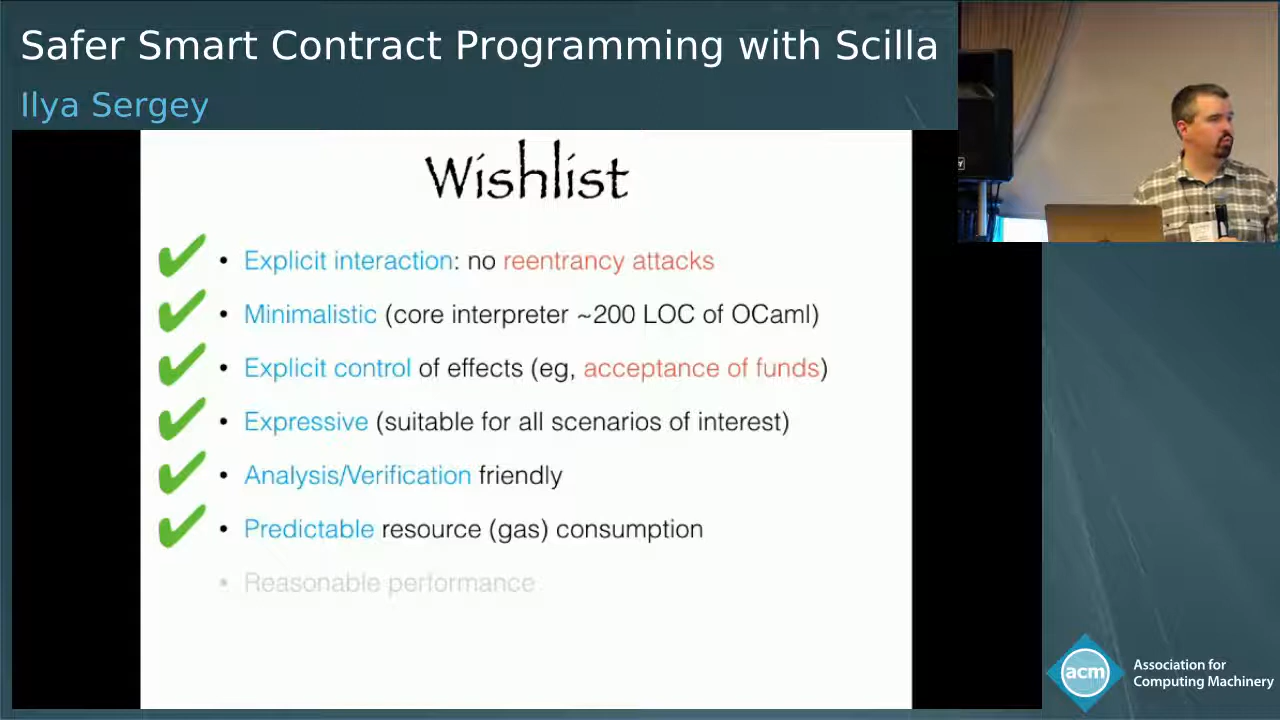 Safer Smart Contract Programming with Scilla
Ilya Sergey
Wishlist
• Explicit interaction: no reentrancy attacks
• Minimalistic (core interpreter ~200 LOC of OCaml)
• Explicit control of effects (eg, acceptance of funds)
• Expressive (suitable for all scenarios of interest)
• Analysis/Verification friendly
• Predictable resource (gas) consumption
• Reasonable performance
acm
Association for
Computing Machinery